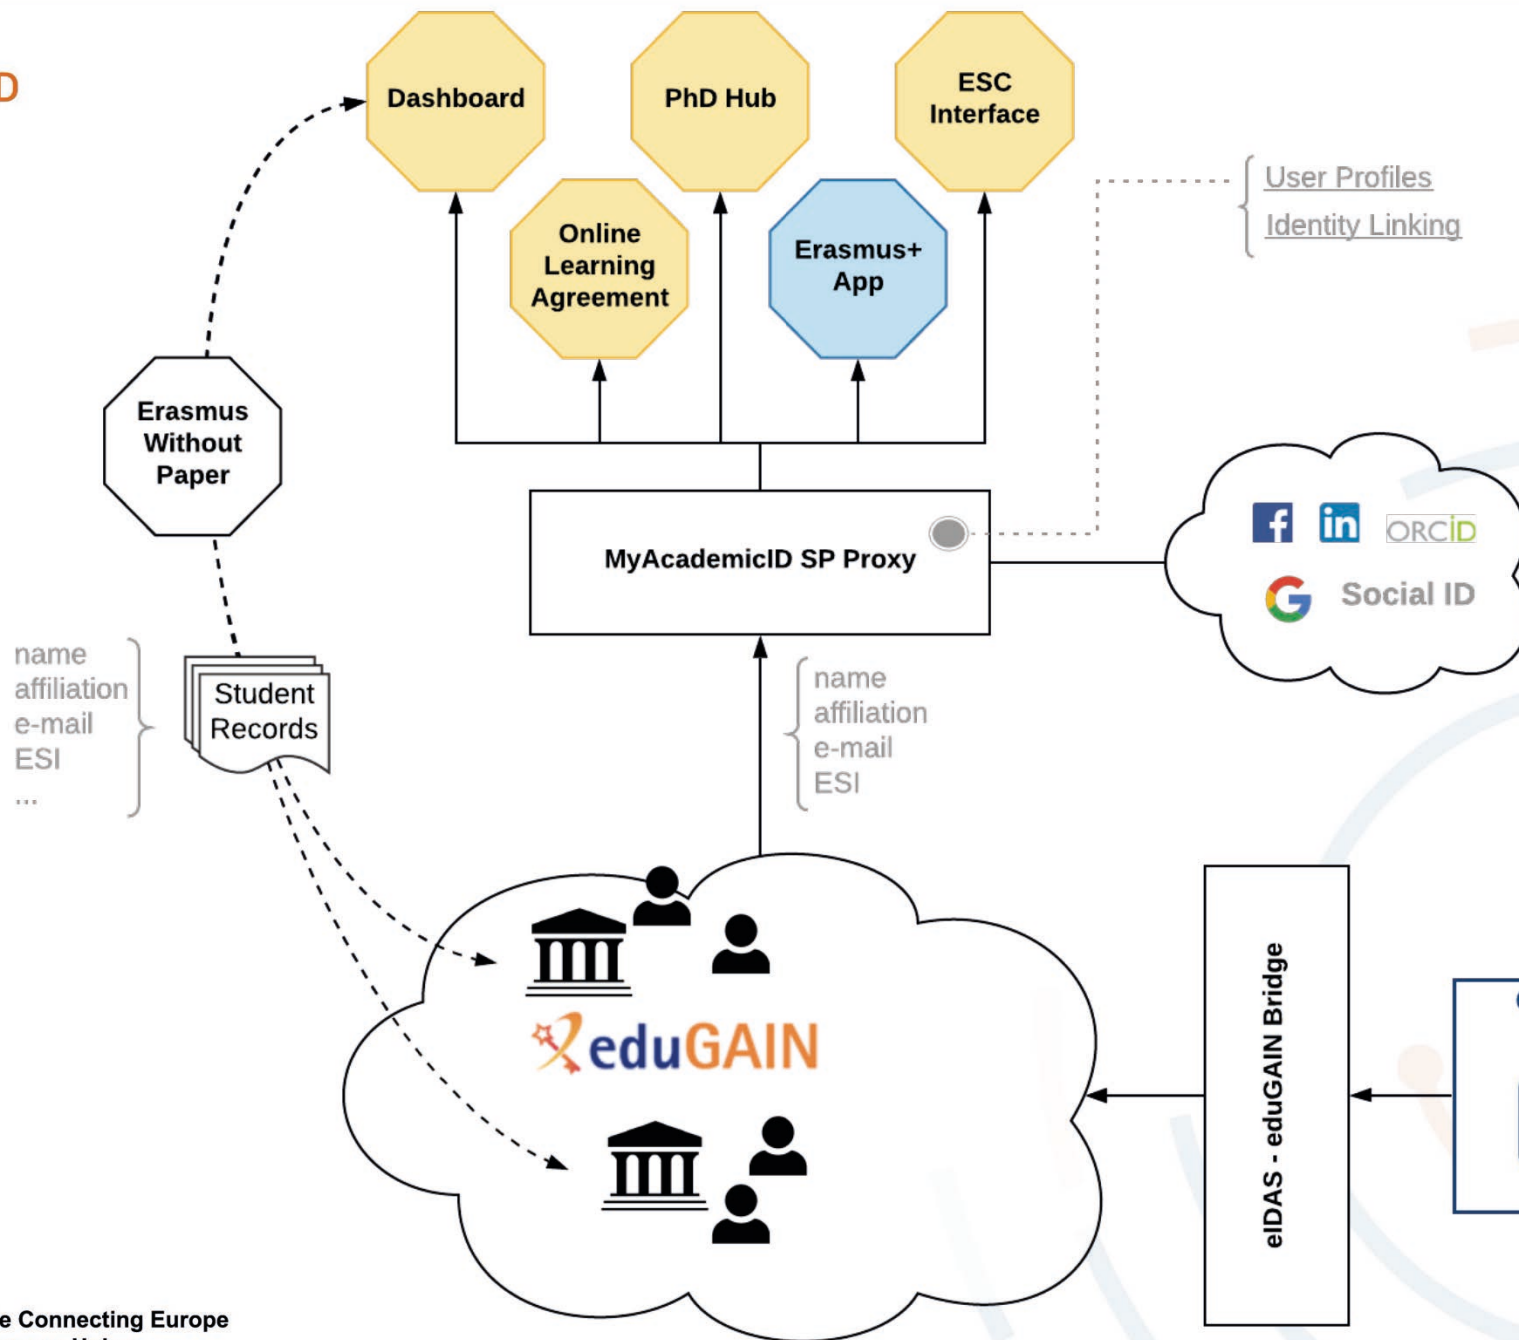 D
Dashboard
PhD Hub
ESC
Interface
Online
Learning
Agreement
Erasmus+
App
User Profiles
Identity Linking
Erasmus
Without
Paper
MyAcademicID SP Proxy
f
in
ORCID
G
Social ID
name
affiliation
e-mail
ESI
...
Student
Records
name
affiliation
e-mail
ESI
eduGAIN
eIDAS - eduGAIN Bridge
e Connecting Europe